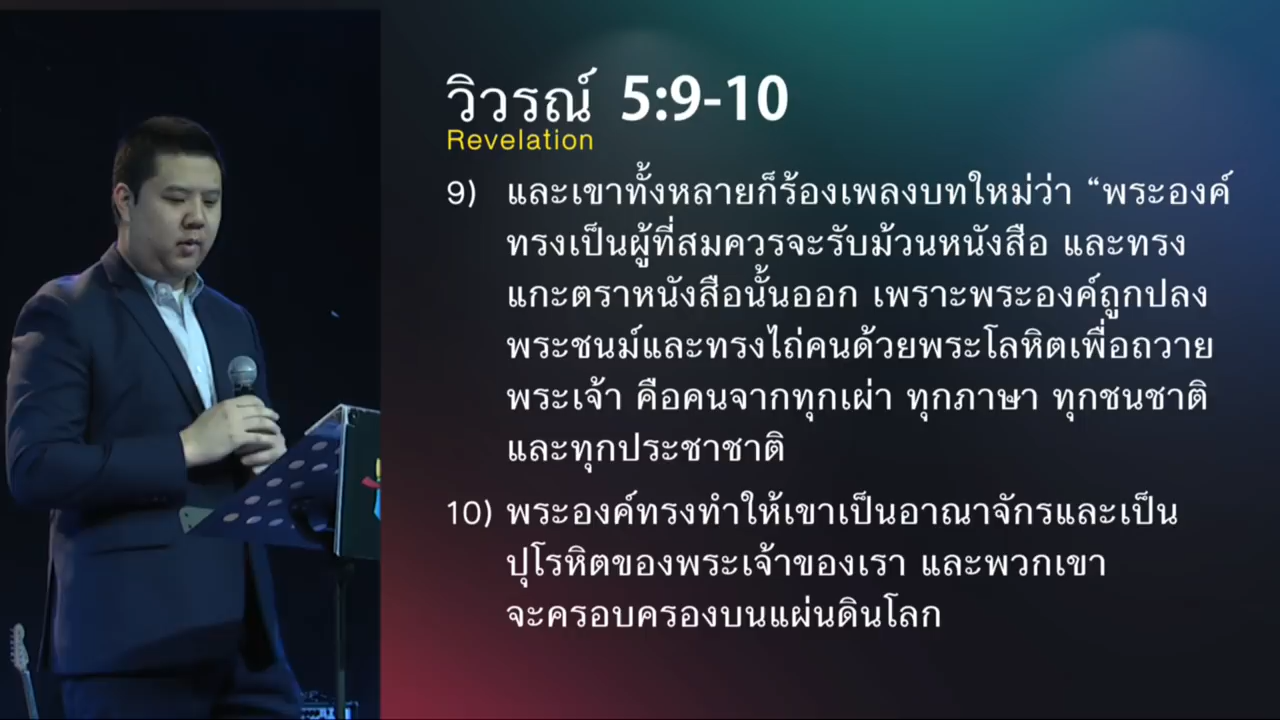 วิวรณ์ 5:9-10
Revelation
9) และเขาทั้งหลายก็ร้องเพลงบทใหม่ว่า “พระองค์
ทรงเป็นผู้ที่สมควรจะรับม้วนหนังสือ และทรง
แกะตราหนังสือนั้นออก เพราะพระองค์ถูกปลง
พระชนม์และทรงไถ่คนด้วยพระโลหิตเพื่อถวาย
พระเจ้า คือคนจากทุกเผ่า ทุกภาษา ทุกชนชาติ
และทุกประชาชาติ
10) พระองค์ทรงทำให้เขาเป็นอาณาจักรและเป็น
ปุโรหิตของพระเจ้าของเรา และพวกเขา
จะครอบครองบนแผ่นดินโลก